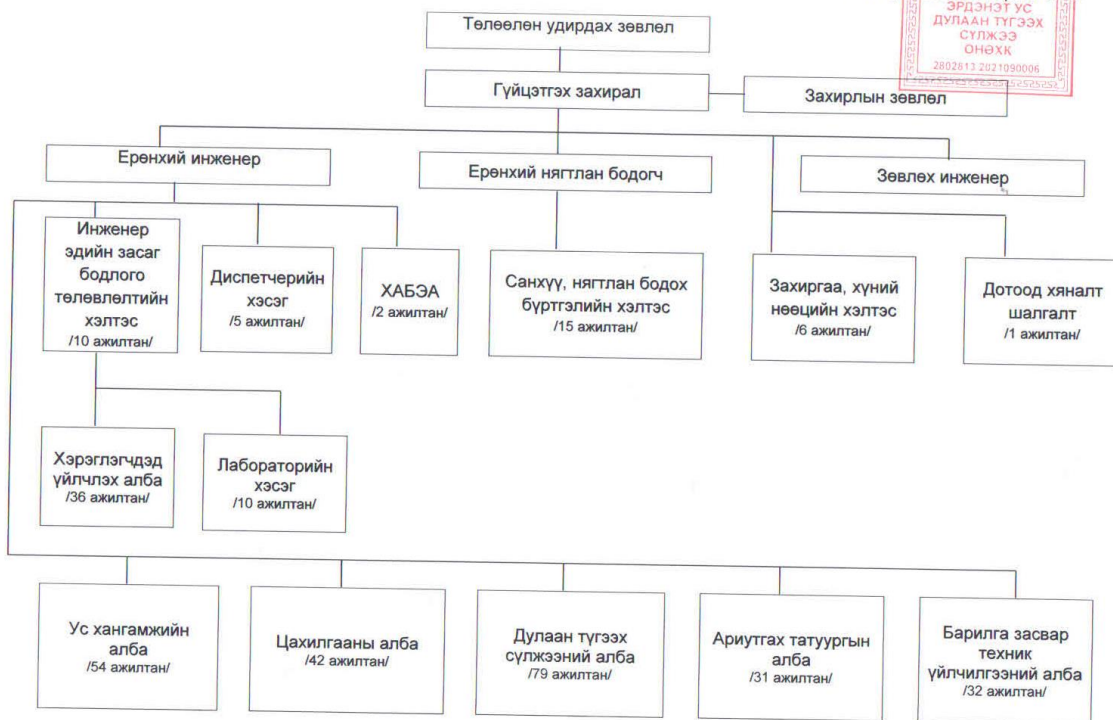 ЭРДЭНЭТ УС
ДУЛААН ТҮГЭЭХ
СҮЛЖЭЭ
ОНӨХК
2802813 2021090006
Төлөөлөн удирдах зөвлөл
Гүйцэтгэх захирал
Захирлын зөвлөл
Ерөнхий инженер
Ерөнхий нягтлан бодогч
Зөвлөх инженер
Инженер
эдийн засаг
бодлого
төлөвлөлтийн
хэлтэс
/10 ажилтан/
Диспетчерийн
хэсэг
/5 ажилтан/
ХАБЭА
/2 ажилтан/
Санхүү, нягтлан бодох
бүртгэлийн хэлтэс
/15 ажилтан/
Захиргаа, хүний
нөөцийн хэлтэс
/6 ажилтан/
Дотоод хяналт
шалгалт
/1 ажилтан/
Хэрэглэгчдэд
үйлчлэх алба
/36 ажилтан/
Лабораторийн
хэсэг
/10 ажилтан/
Ус хангамжийн
алба
/54 ажилтан/
Цахилгааны алба
/42 ажилтан/
Дулаан түгээх
сүлжээний алба
/79 ажилтан/
Ариутгах татуургын
алба
/31 ажилтан/
Барилга засвар
техник
үйлчилгээний алба
/32 ажилтан/